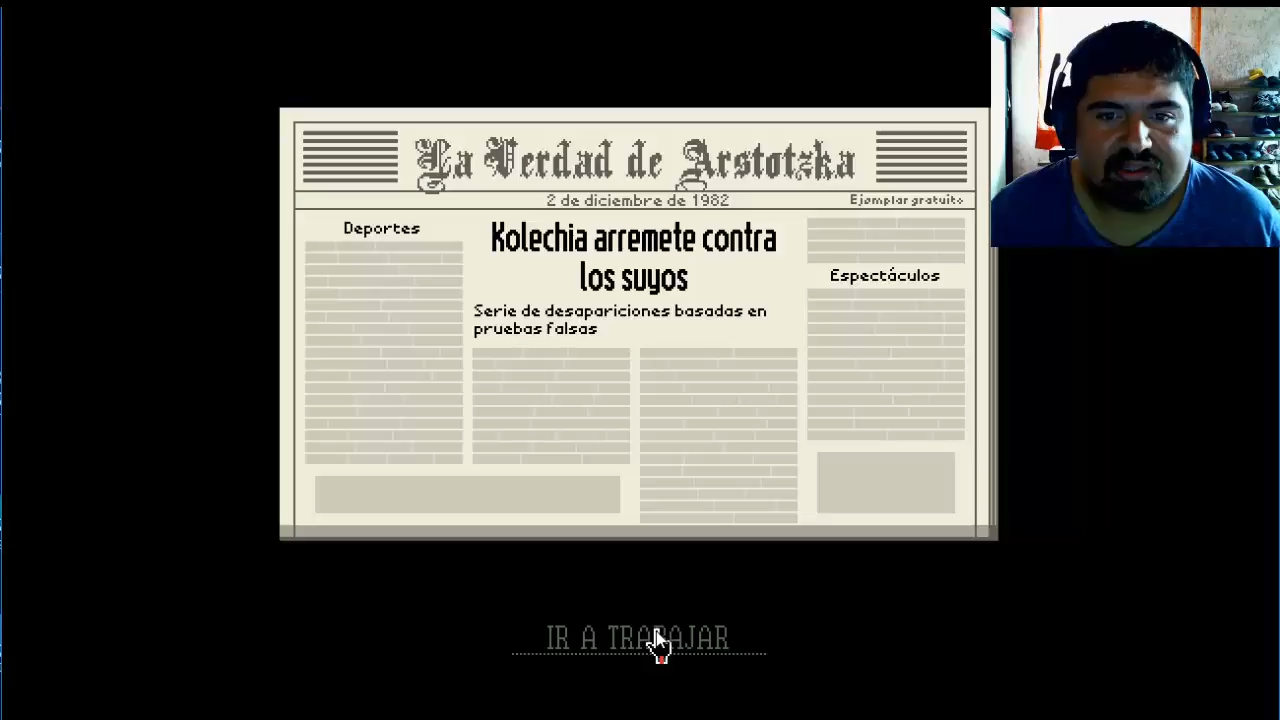 La Verdad de Arstotzka
2 de diciembre de 1982
Ejemplar gratuito
Deportes
Kolechia arremete contra
los suyos
Serie de desapariciones basadas en
pruebas falsas
Espectáculos
IR A TRABAJAR